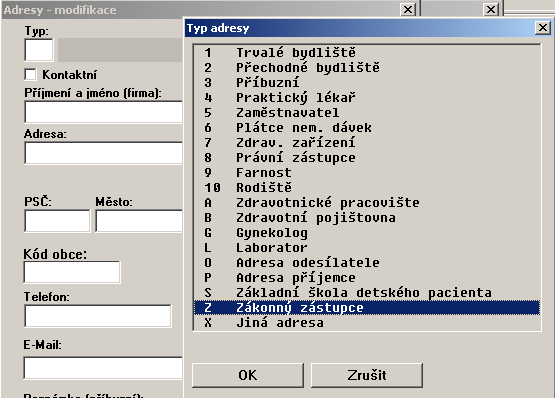 Adresy - modifikace
Typ:
Kontaktní
Příjmení a jméno (firma):
Adresa:
PSČ: Město:
Kód obce:
Telefon:
E-Mail:
Typ adresy
1 Trvalé bydliště
2 Přechodné bydliště
3 Příbuzní
4 Praktický lékař
5 Zaměstnavatel
6 Plátce nem. dávek
7 Zdrav. zařízení
8 Právní zástupce
9 Farnost
10 Rodiště
A Zdravotnické pracovište
B Zdravotní pojištovna
G Gynekolog
L Laborator
O Adresa odesílatele
P Adresa příjemce
S Základní škola detského pacienta
Z Zákonný zástupce
X Jiná adresa
OK Zrušit